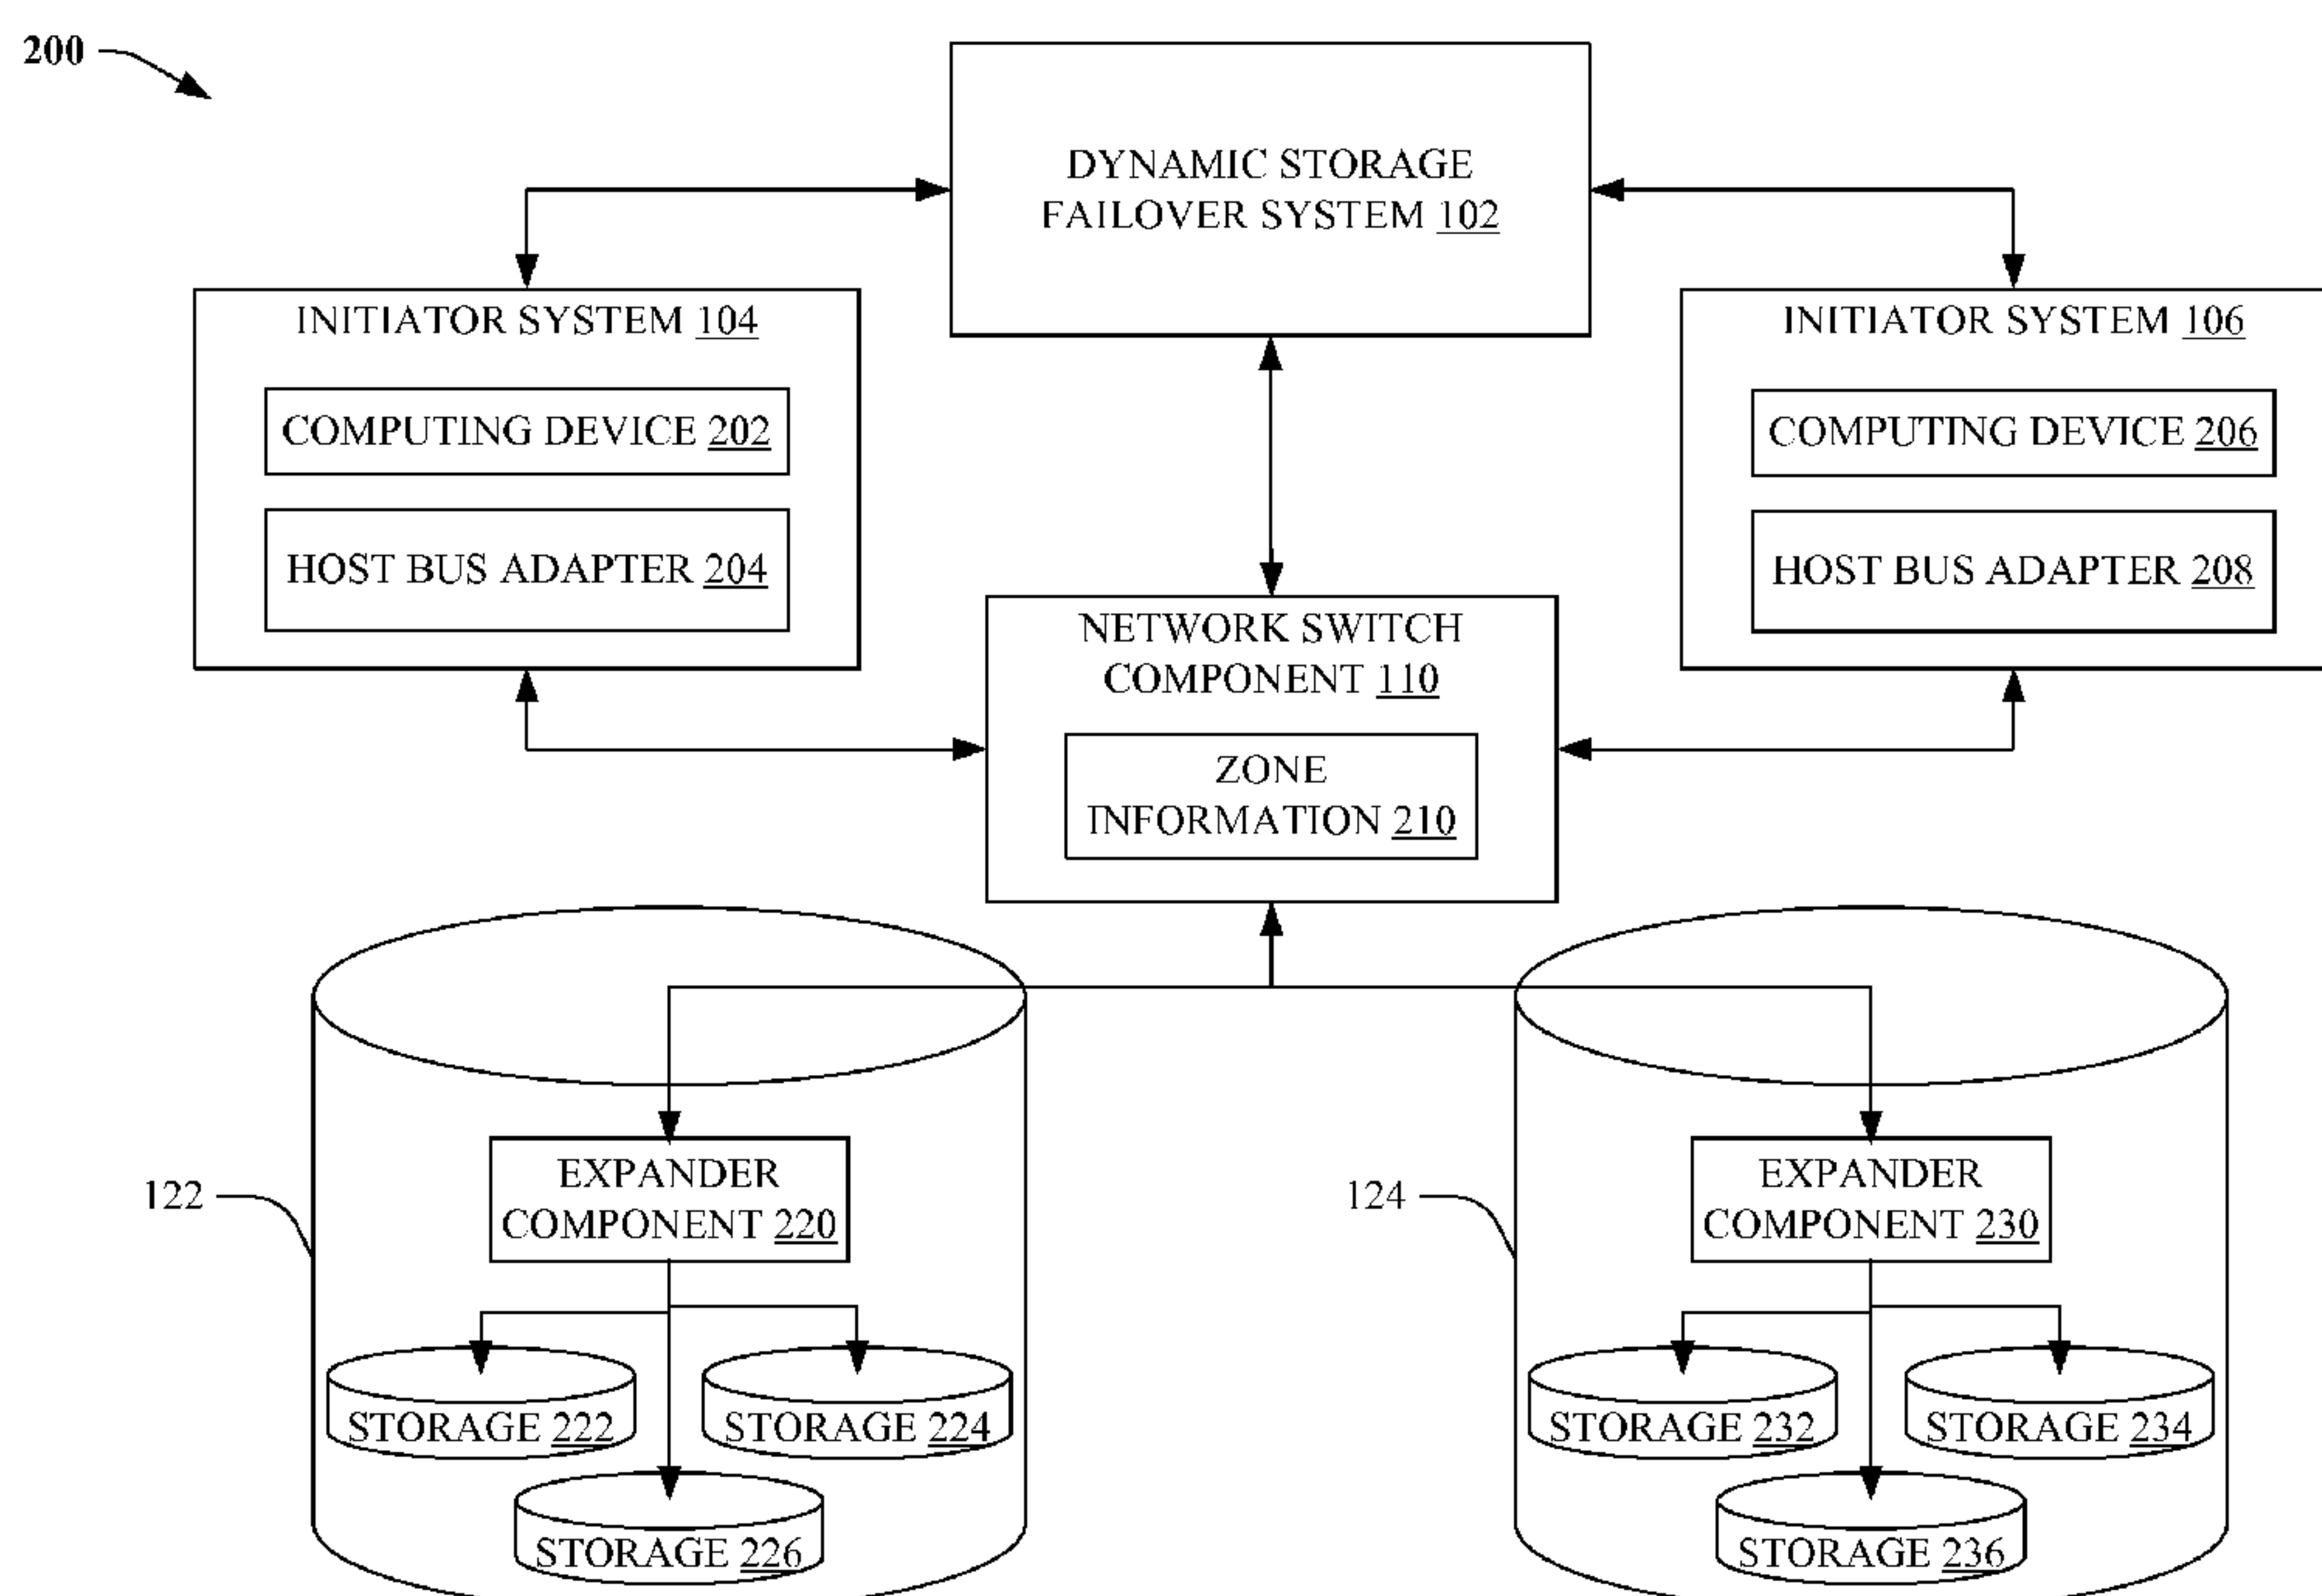 200
DYNAMIC STORAGE
FAILOVER SYSTEM 102
INITIATOR SYSTEM 104
COMPUTING DEVICE 202
HOST BUS ADAPTER 204
INITIATOR SYSTEM 106
COMPUTING DEVICE 206
HOST BUS ADAPTER 208
NETWORK SWITCH
COMPONENT 110
ZONE
INFORMATION 210
122
EXPANDER
COMPONENT 220
STORAGE 222
STORAGE 224
STORAGE 226
124
EXPANDER
COMPONENT 230
STORAGE 232
STORAGE 234
STORAGE 236